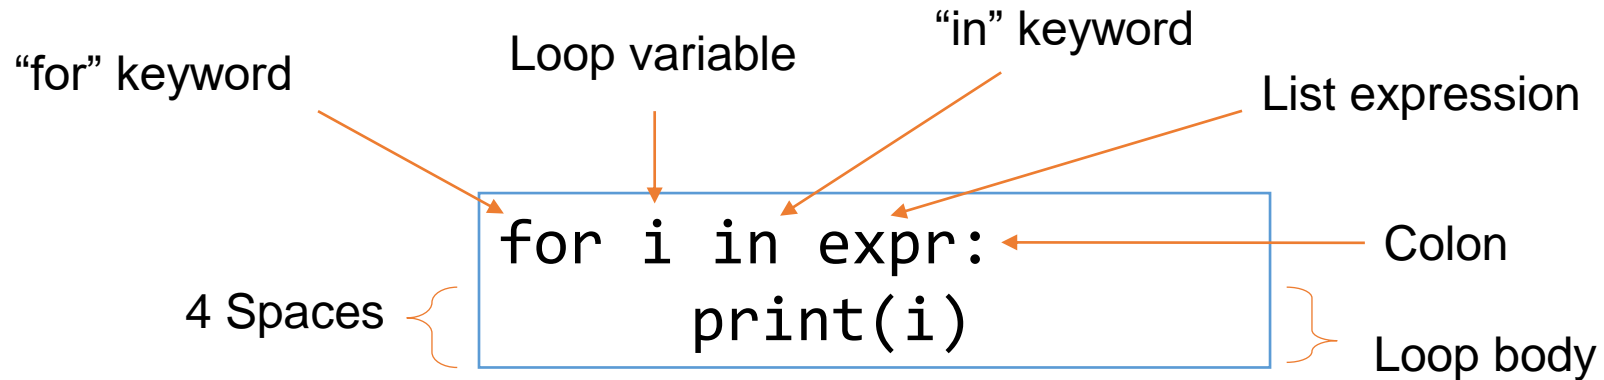 “for” keyword
Loop variable
“in” keyword
List expression
for i in expr:
Colon
4 Spaces
print(i)
Loop body